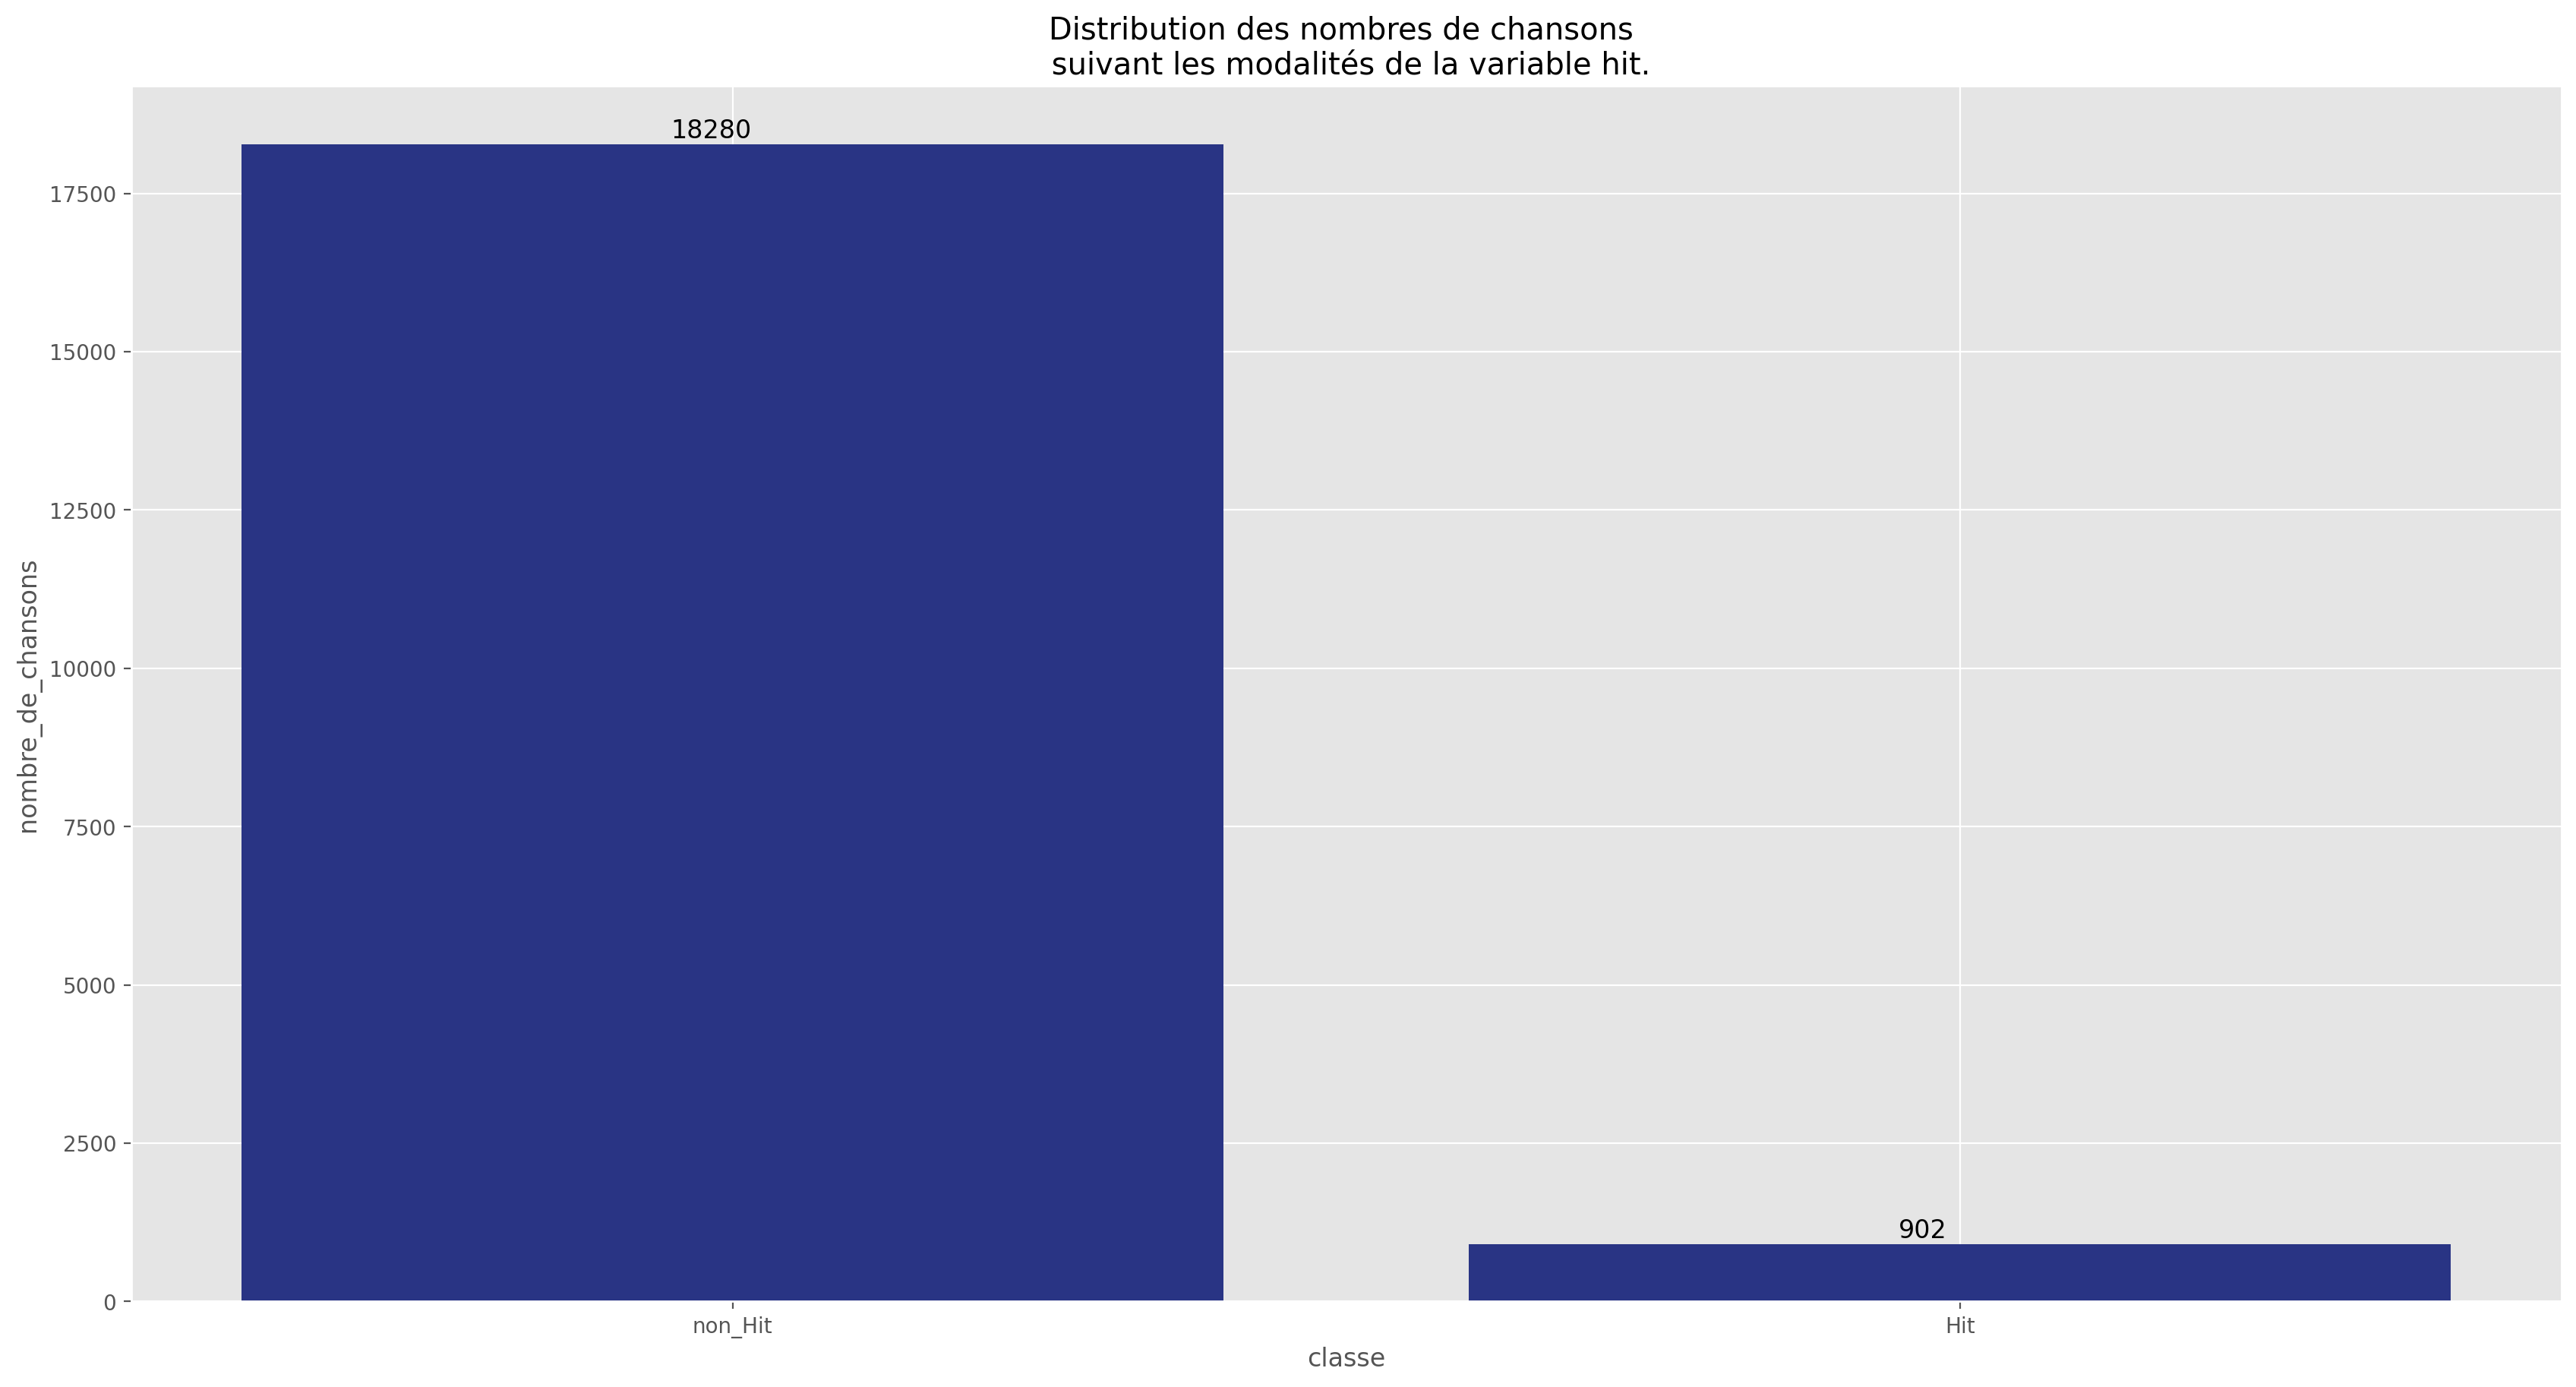 Distribution des nombres de chansons
suivant les modalités de la variable hit.
18280
17500
15000
12500
10000
7500
5000
2500
0
nombre_de_chansons
902
non_Hit
Hit
classe